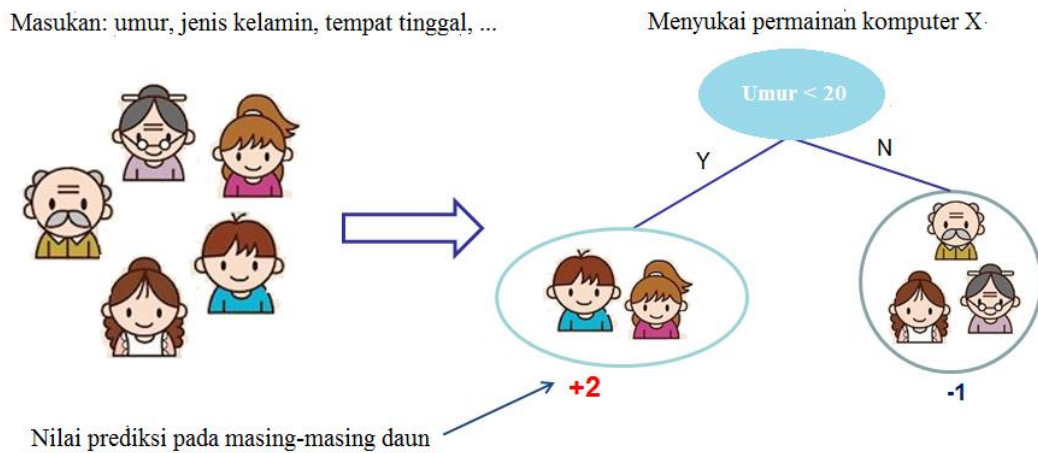 Masukan: umur, jenis kelamin, tempat tinggal, ...
Menyukai permainan komputer X
Umur < 20
Y
N
+2
-1
Nilai prediksi pada masing-masing daun